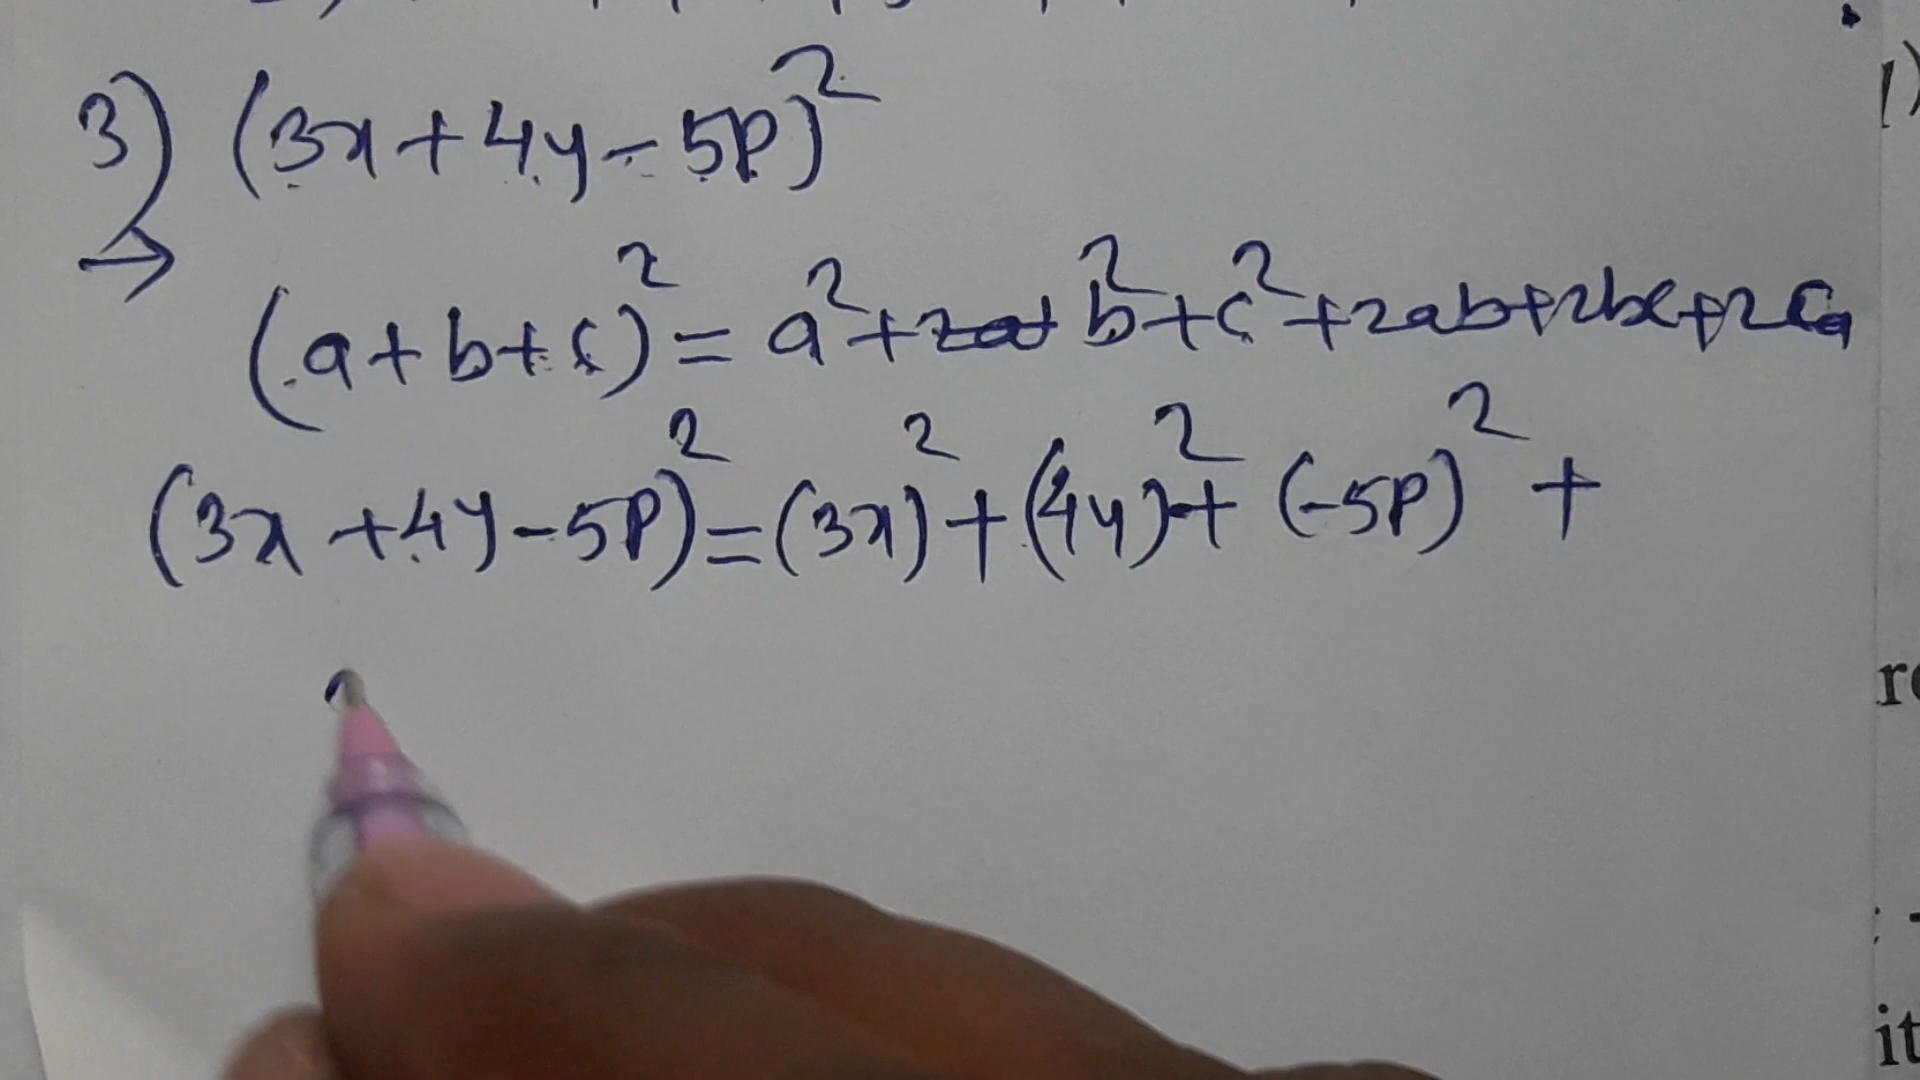 3) (3x+4y-5p)²
→
(a+b+c)² = a²+ b²+c²+2ab+2bc+2ca
(3x+4y-5p)² = (3x)²+(4y)²+(-5p)²+